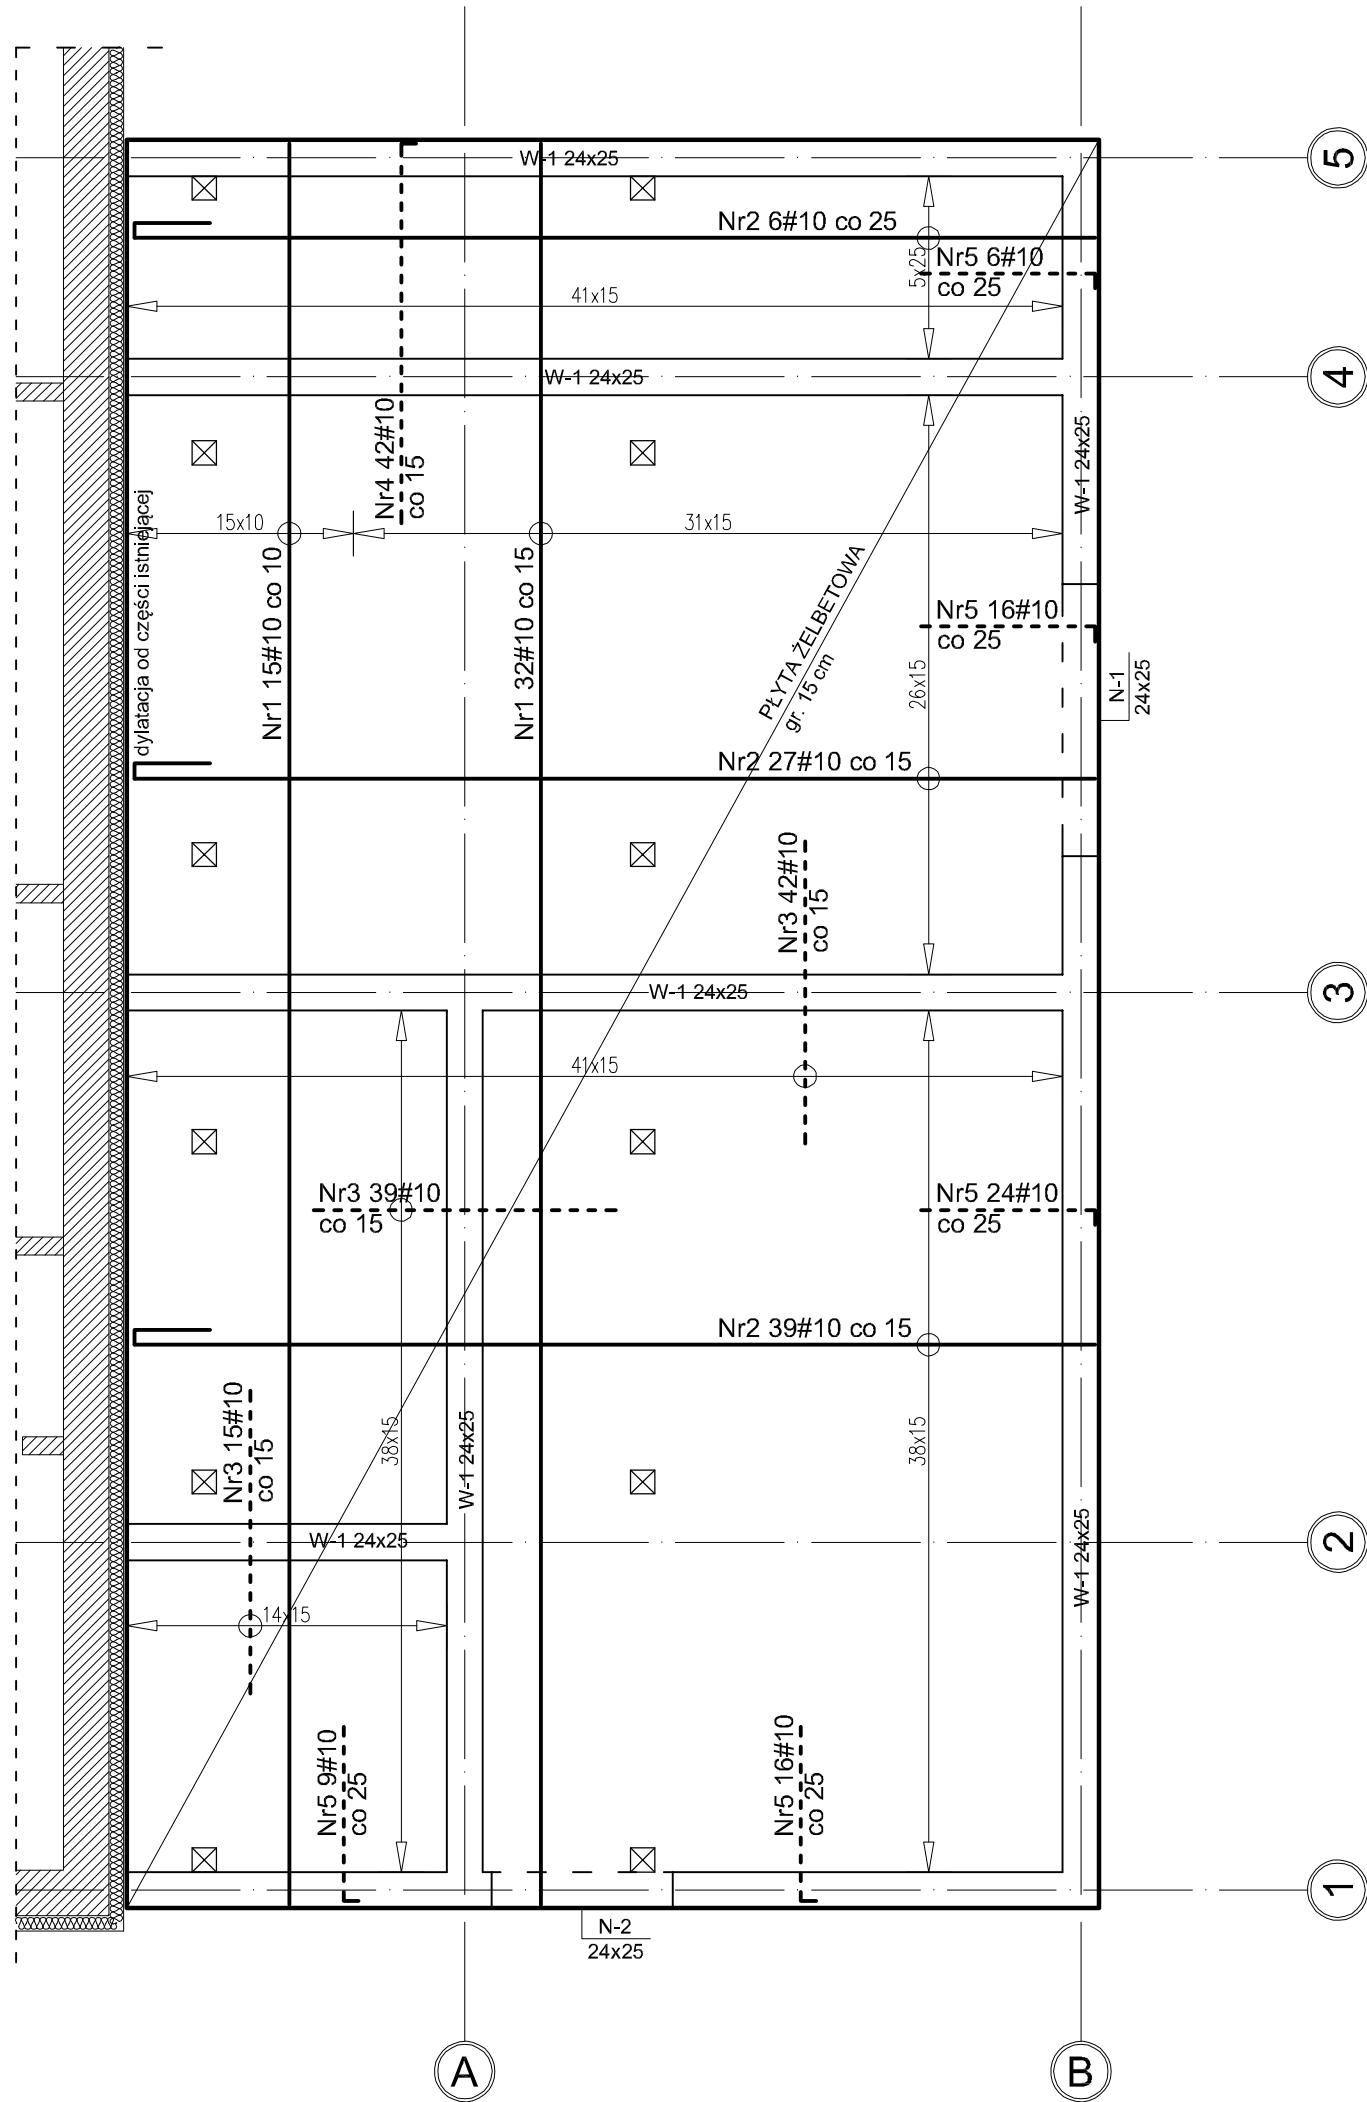 W-1 24x25
5
Nr2 6#10 co 25
5x25
Nr5 6#10
co 25
41x15
W-1 24x25
4
Nr4 42#10
co 15
W-1 24x25
dylatacja od części istniejącej
15x10
31x15
Nr1 15#10 co 10
Nr1 32#10 co 15
PŁYTA ŻELBETOWA
gr. 15 cm
Nr5 16#10
co 25
26x15
N-1
24x25
Nr2 27#10 co 15
Nr3 42#10
co 15
W-1 24x25
3
41x15
Nr3 39#10
co 15
Nr5 24#10
co 25
Nr2 39#10 co 15
Nr3 15#10
co 15
38x15
W-1 24x25
38x15
W-1 24x25
W-1 24x25
2
14x15
Nr5 9#10
co 25
Nr5 16#10
co 25
1
N-2
24x25
A
B